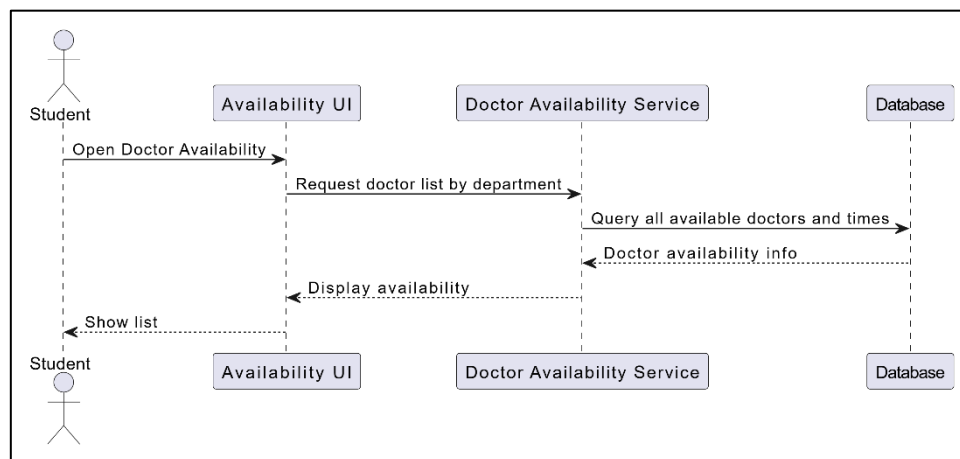 Student
Availability UI
Doctor Availability Service
Database
Open Doctor Availability
Request doctor list by department
Query all available doctors and times
Doctor availability info
Display availability
Show list
Student
Availability UI
Doctor Availability Service
Database